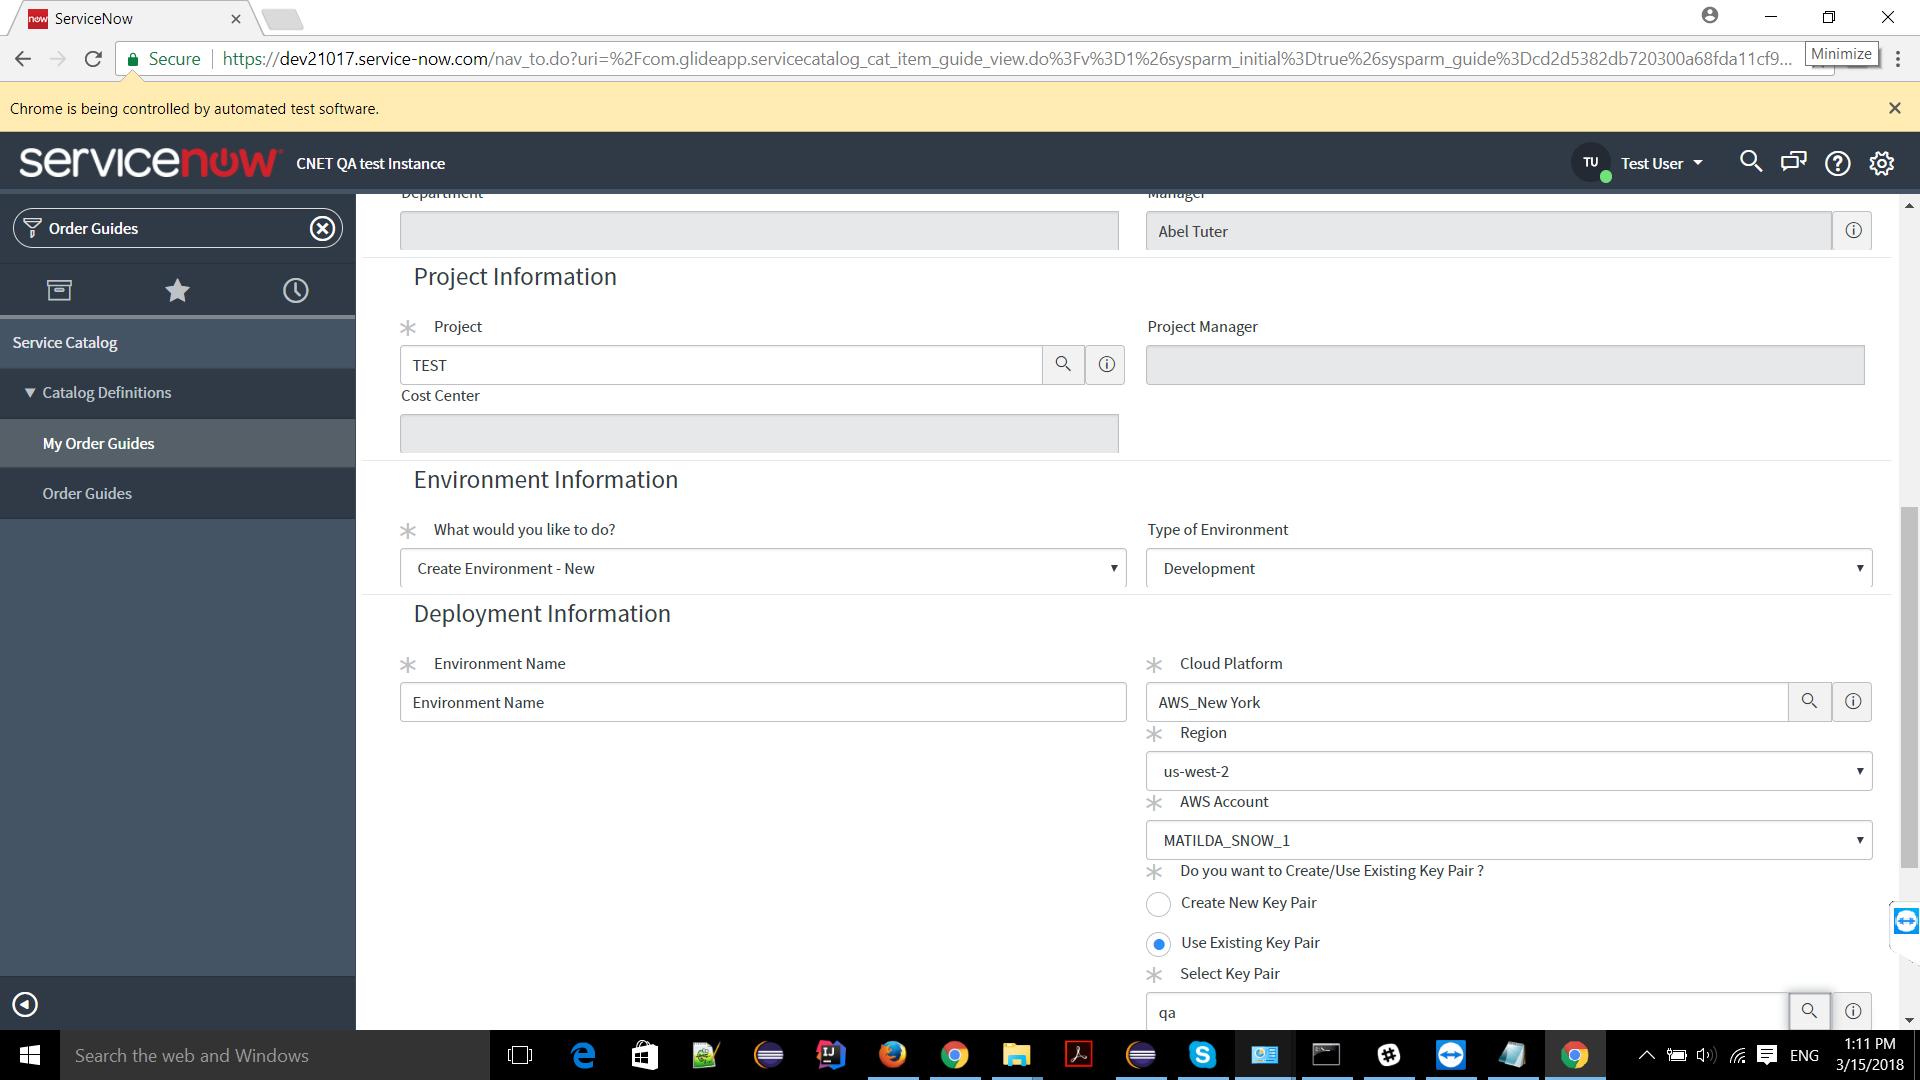 ServiceNow
Secure
https://dev21017.service-now.com/nav_to.do?uri=%2Fcom.glideapp.servicecatalog_cat_item_guide_view.do%3Fv%3D1%26sysparm_initial%3Dtrue%26sysparm_guide%3Dcd2d5382db720300a68fda11cf9...
Minimize
Chrome is being controlled by automated test software.
servicenow
CNET QA test Instance
TU
Test User
Order Guides
Service Catalog
Catalog Definitions
My Order Guides
Order Guides
Department
Manager
Abel Tuter
Project Information
Project
Project Manager
TEST
Cost Center
Environment Information
What would you like to do?
Type of Environment
Create Environment - New
Development
Deployment Information
Environment Name
Cloud Platform
Environment Name
AWS_New York
Region
us-west-2
AWS Account
MATILDA_SNOW_1
Do you want to Create/Use Existing Key Pair ?
Create New Key Pair
Use Existing Key Pair
Select Key Pair
qa
Search the web and Windows
ENG
1:11 PM
3/15/2018